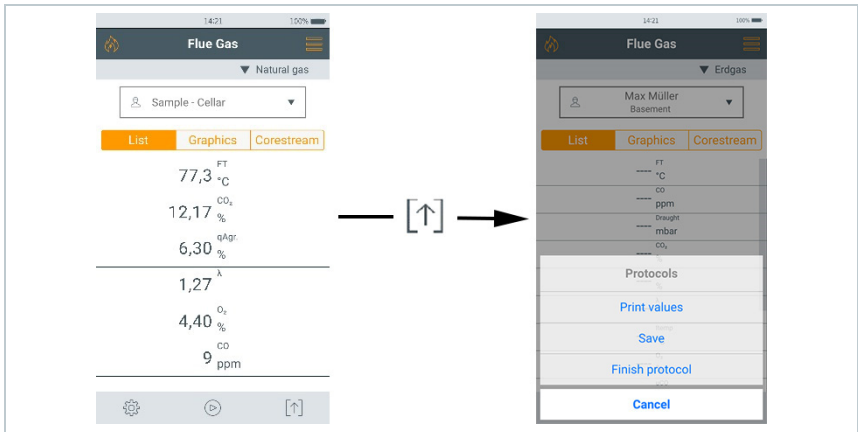 14:21 100%
Flue Gas
▼ Natural gas
Sample - Cellar ▼
List Graphics Corestream
77,3 FT °C
12,17 CO₂ %
6,30 qAgr. %
1,27 λ
4,40 O₂ %
9 CO ppm
[↑]
[↑]
14:21 100%
Flue Gas
▼ Erdgas
Max Müller
Basement ▼
List Graphics Corestream
---- FT °C
---- CO ppm
---- Draught mbar
---- CO₂
Protocols
Print values
Save
Finish protocol
Cancel